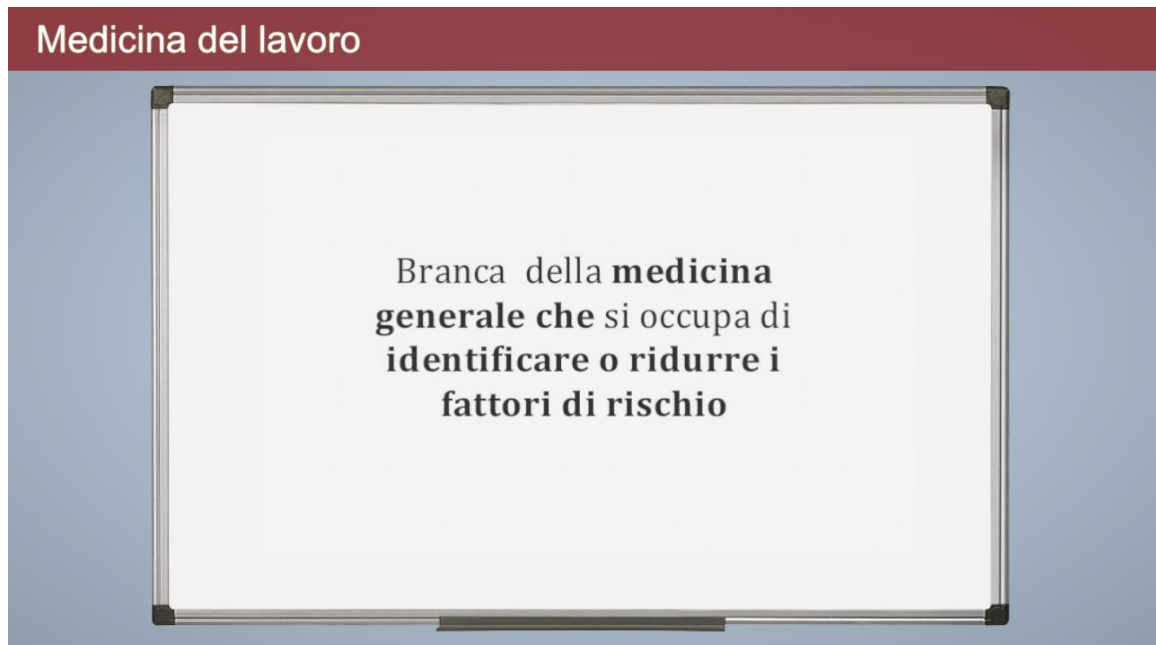 Medicina del lavoro
Branca della medicina
generale che si occupa di
identificare o ridurre i
fattori di rischio